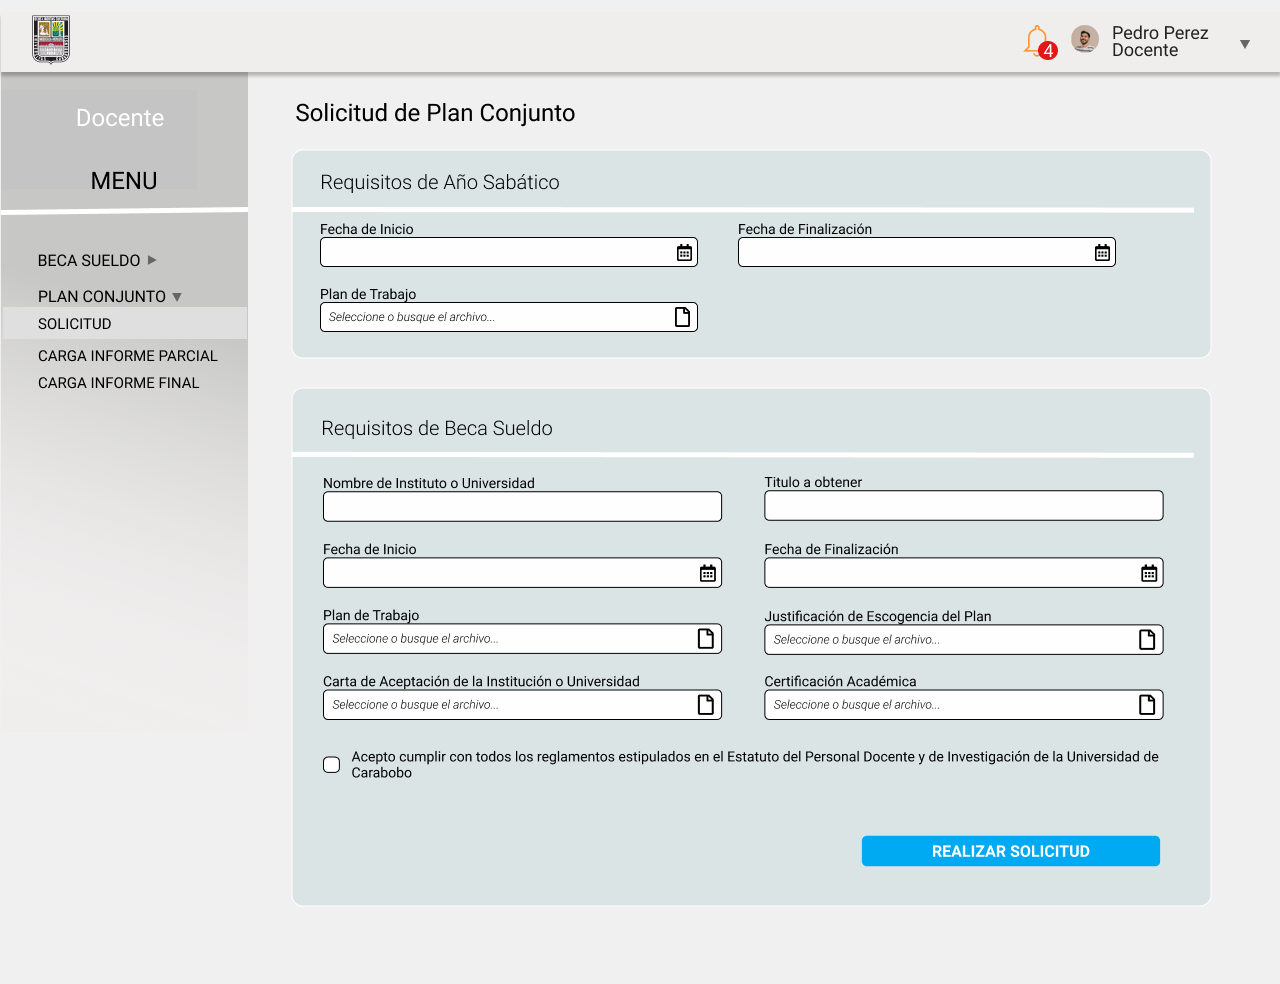 4
Pedro Perez
Docente
Docente
MENU
BECA SUELDO
PLAN CONJUNTO
SOLICITUD
CARGA INFORME PARCIAL
CARGA INFORME FINAL
Solicitud de Plan Conjunto
Requisitos de Año Sabático
Fecha de Inicio
Fecha de Finalización
Plan de Trabajo
Seleccione o busque el archivo...
Requisitos de Beca Sueldo
Nombre de Instituto o Universidad
Titulo a obtener
Fecha de Inicio
Fecha de Finalización
Plan de Trabajo
Seleccione o busque el archivo...
Justificación de Escogencia del Plan
Seleccione o busque el archivo...
Carta de Aceptación de la Institución o Universidad
Seleccione o busque el archivo...
Certificación Académica
Seleccione o busque el archivo...
Acepto cumplir con todos los reglamentos estipulados en el Estatuto del Personal Docente y de Investigación de la Universidad de
Carabobo
REALIZAR SOLICITUD